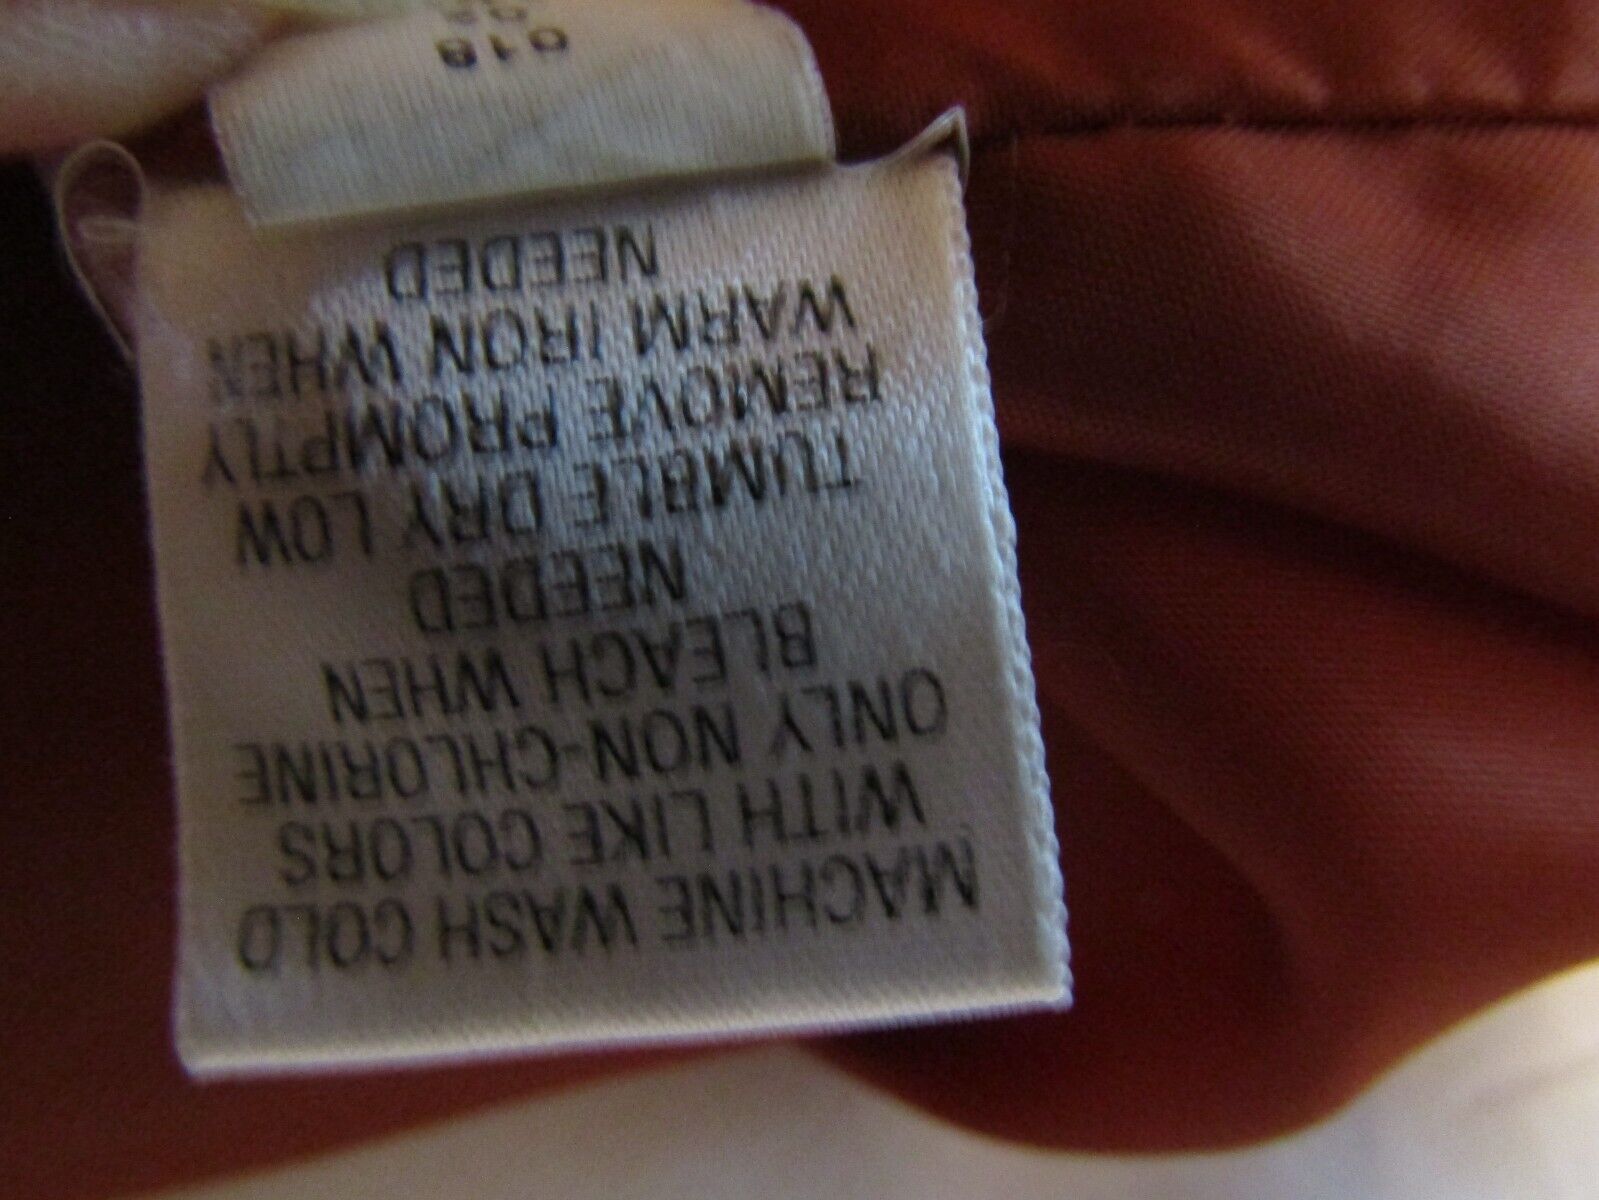 MACHINE WASH COLD
WITH LIKE COLORS
ONLY NON-CHLORINE
BLEACH WHEN
NEEDED
TUMBLE DRY LOW
REMOVE PROMPTLY
WARM IRON WHEN
NEEDED